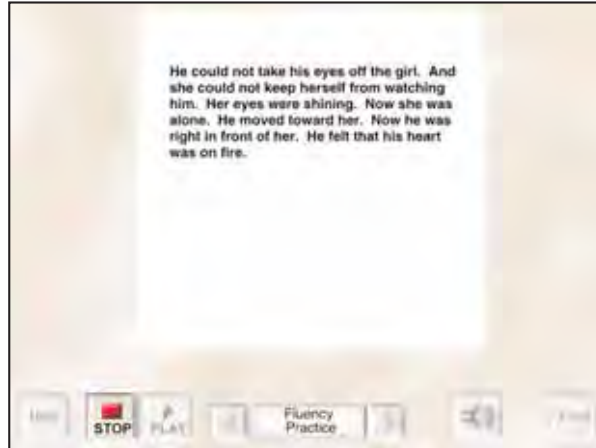 He could not take his eyes off the girl. And
she could not keep herself from watching
him. Her eyes were shining. Now she was
alone. He moved toward her. Now he was
right in front of her. He felt that his heart
was on fire.
STOP
PLAY
Fluency
Practice